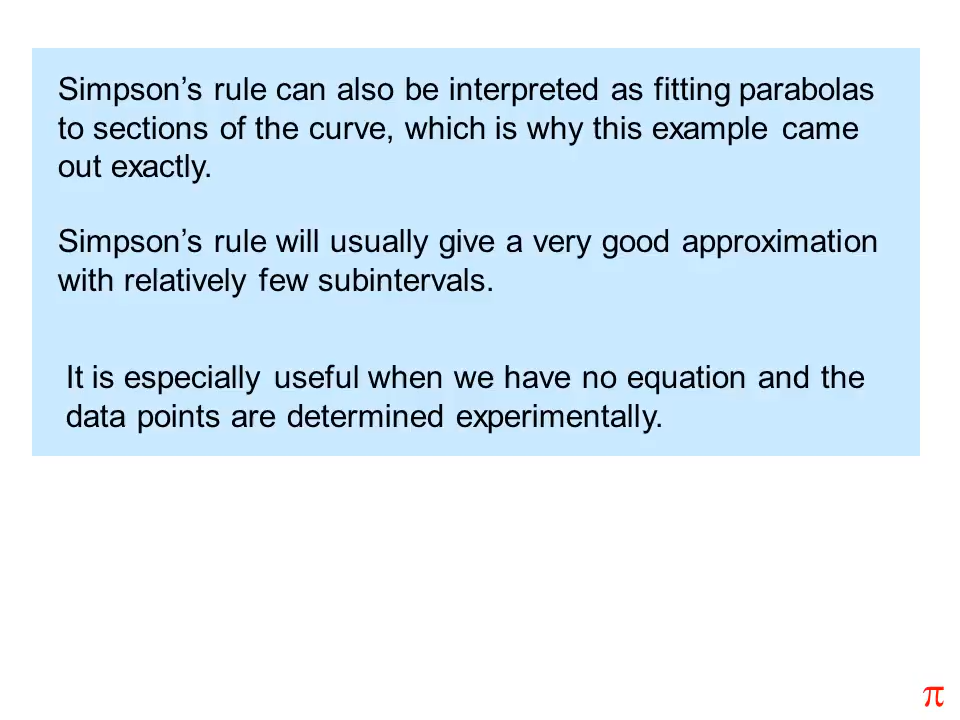 Simpson’s rule can also be interpreted as fitting parabolas
to sections of the curve, which is why this example came
out exactly.
Simpson’s rule will usually give a very good approximation
with relatively few subintervals.
It is especially useful when we have no equation and the
data points are determined experimentally.
π